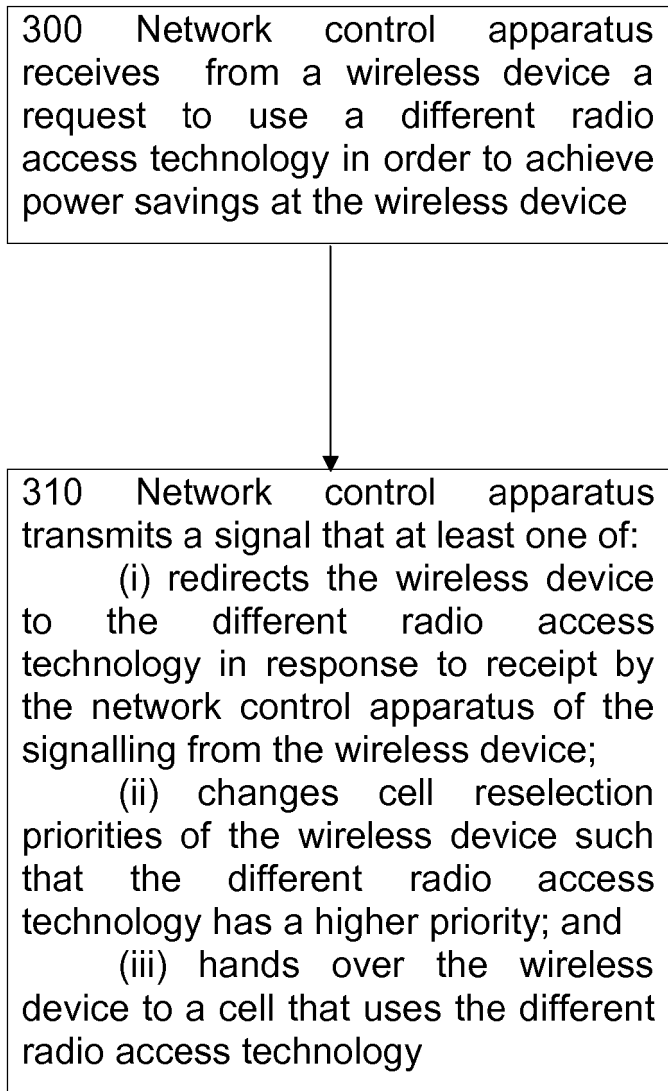 300 Network control apparatus
receives from a wireless device a
request to use a different radio
access technology in order to achieve
power savings at the wireless device
310 Network control apparatus
transmits a signal that at least one of:
(i) redirects the wireless device
to the different radio access
technology in response to receipt by
the network control apparatus of the
signalling from the wireless device;
(ii) changes cell reselection
priorities of the wireless device such
that the different radio access
technology has a higher priority; and
(iii) hands over the wireless
device to a cell that uses the different
radio access technology